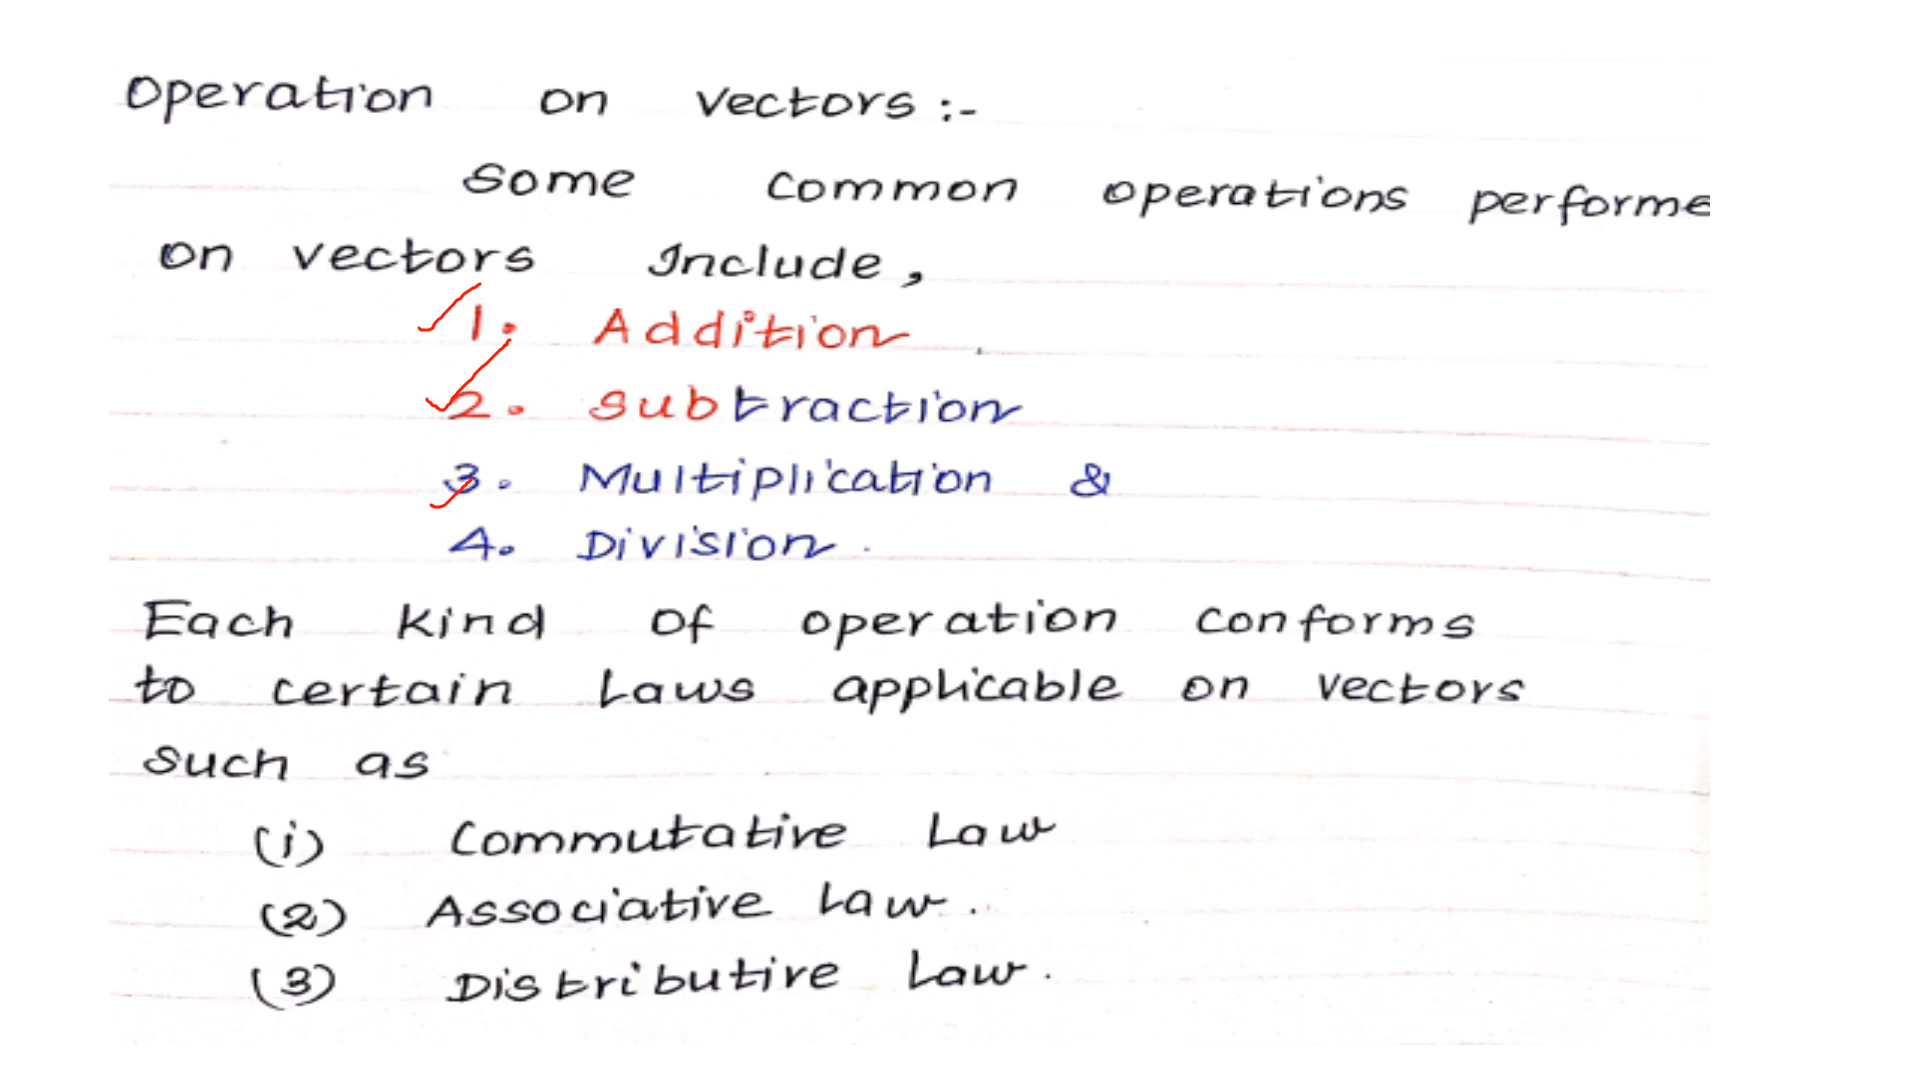 Operation on vectors :-
Some common operations performe
on vectors Include,
1. Addition
2. Subtraction
3. Multiplication &
4. Division.
Each kind of operation conforms
to certain Laws applicable on vectors
such as
(i) Commutative Law
(2) Associative Law.
(3) Distributive Law.